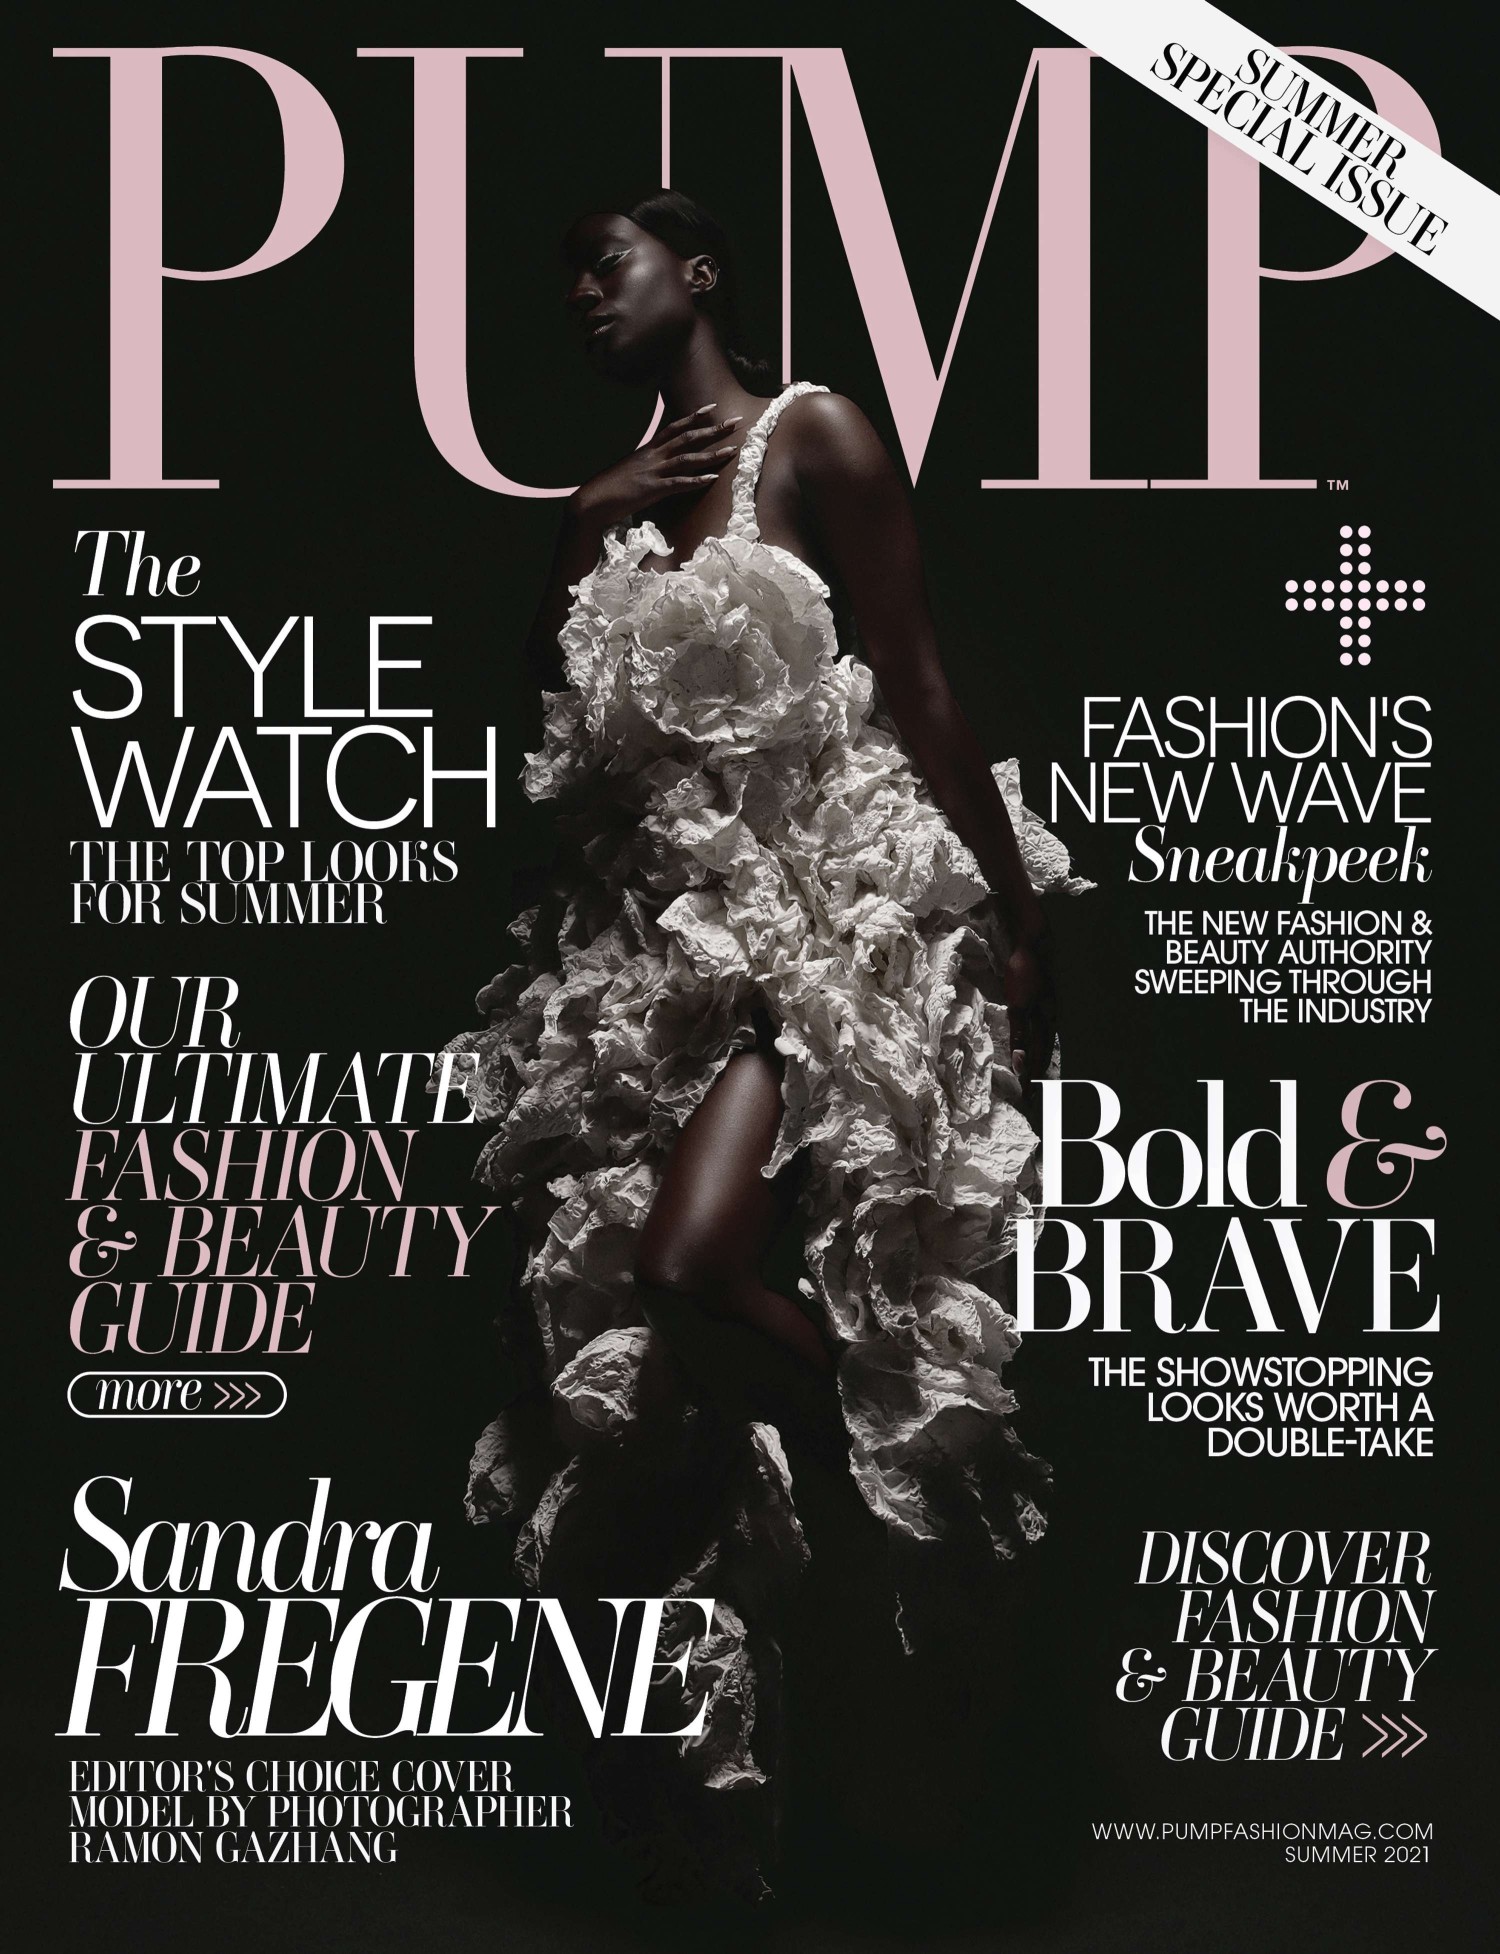 PUMP
SUMMER
SPECIAL ISSUE
TM
The
STYLE
WATCH
THE TOP LOOKS
FOR SUMMER
OUR
ULTIMATE
FASHION
& BEAUTY
GUIDE
more >>>
Sandra
FREGENE
EDITOR'S CHOICE COVER
MODEL BY PHOTOGRAPHER
RAMON GAZHANG
FASHION'S
NEW WAVE
Sneakpeek
THE NEW FASHION &
BEAUTY AUTHORITY
SWEEPING THROUGH
THE INDUSTRY
Bold &
BRAVE
THE SHOWSTOPPING
LOOKS WORTH A
DOUBLE-TAKE
DISCOVER
FASHION
& BEAUTY
GUIDE >>>
WWW.PUMPFASHIONMAG.COM
SUMMER 2021